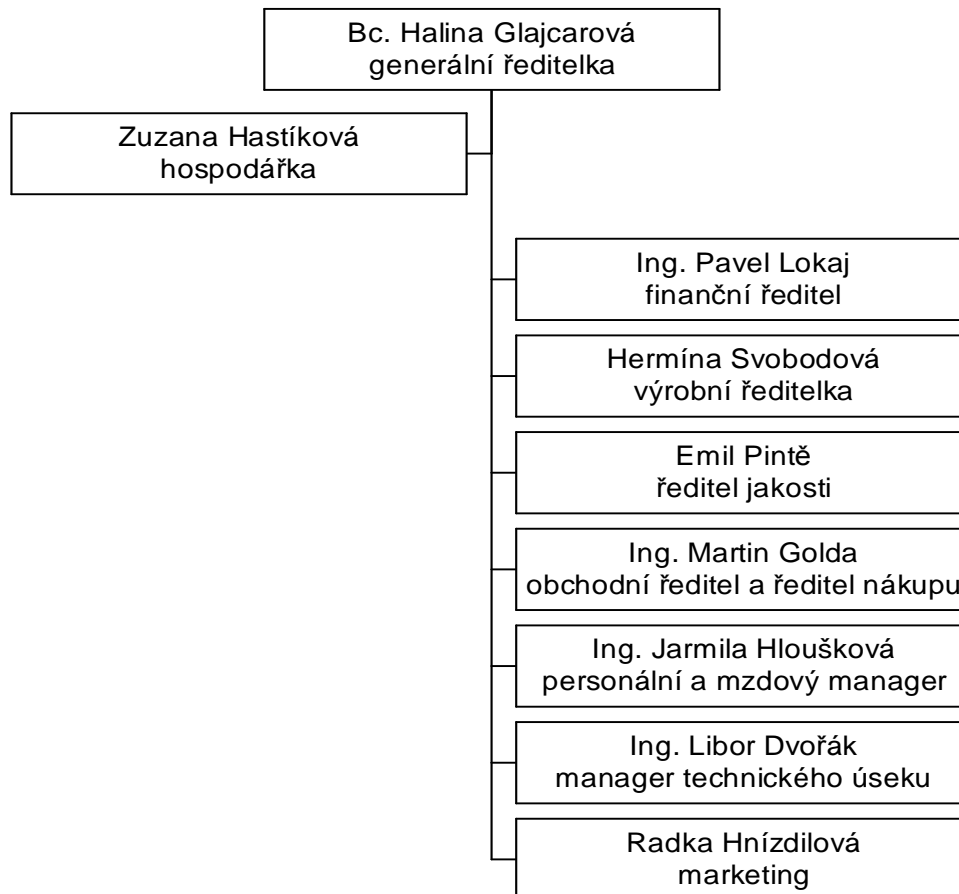 Bc. Halina Glajcarová
generální ředitelka
Zuzana Hastíková
hospodářka
Ing. Pavel Lokaj
finanční ředitel
Hermína Svobodová
výrobní ředitelka
Emil Pintě
ředitel jakosti
Ing. Martin Golda
obchodní ředitel a ředitel nákupu
Ing. Jarmila Hloušková
personální a mzdový manager
Ing. Libor Dvořák
manager technického úseku
Radka Hnízdilová
marketing